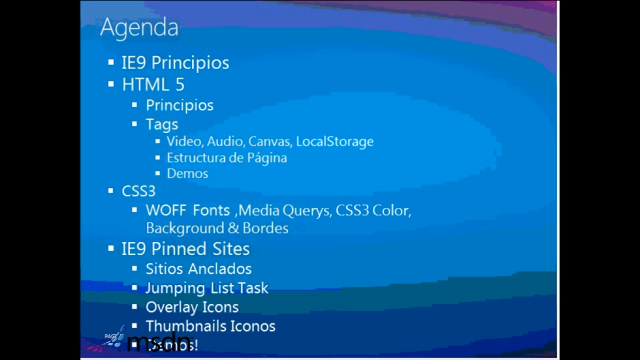 Agenda
IE9 Principios
HTML 5
Principios
Tags
Video, Audio, Canvas, LocalStorage
Estructura de Página
Demos
CSS3
WOFF Fonts ,Media Querys, CSS3 Color,
Background & Bordes
IE9 Pinned Sites
Sitios Anclados
Jumping List Task
Overlay Icons
Thumbnails Iconos
Demos!
msdn